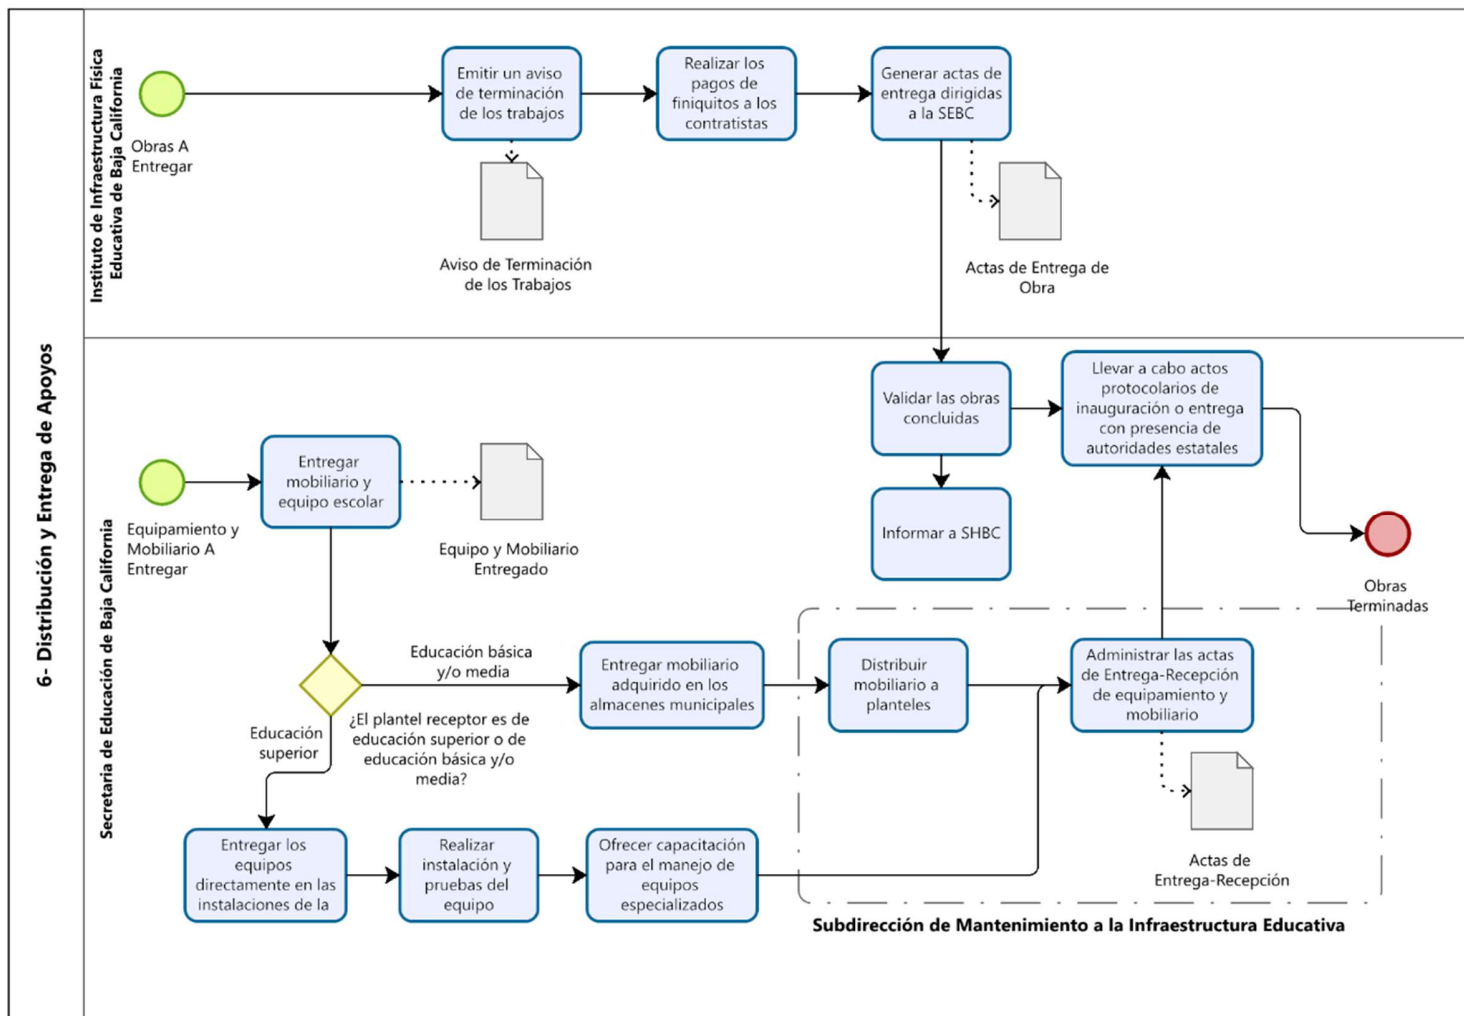 6- Distribución y Entrega de Apoyos
Instituto de Infraestructura Física
Educativa de Baja California
Obras A
Entregar
Emitir un aviso
de terminación
de los trabajos
Realizar los
pagos de
finiquitos a los
contratistas
Generar actas de
entrega dirigidas
a la SEBC
Aviso de Terminación
de los Trabajos
Actas de Entrega de
Obra
Secretaria de Educación de Baja California
Validar las obras
concluidas
Llevar a cabo actos
protocolarios de
inauguración o entrega
con presencia de
autoridades estatales
Informar a SHBC
Obras
Terminadas
Equipamiento y
Mobiliario A
Entregar
Entregar
mobiliario y
equipo escolar
Equipo y Mobiliario
Entregado
Educación básica
y/o media
Educación
superior
¿El plantel receptor es de
educación superior o de
educación básica y/o
media?
Entregar mobiliario
adquirido en los
almacenes municipales
Distribuir
mobiliario a
planteles
Administrar las actas
de Entrega-Recepción
de equipamiento y
mobiliario
Actas de
Entrega-Recepción
Entregar los
equipos
directamente en las
instalaciones de la
Realizar
instalación y
pruebas del
equipo
Ofrecer capacitación
para el manejo de
equipos
especializados
Subdirección de Mantenimiento a la Infraestructura Educativa